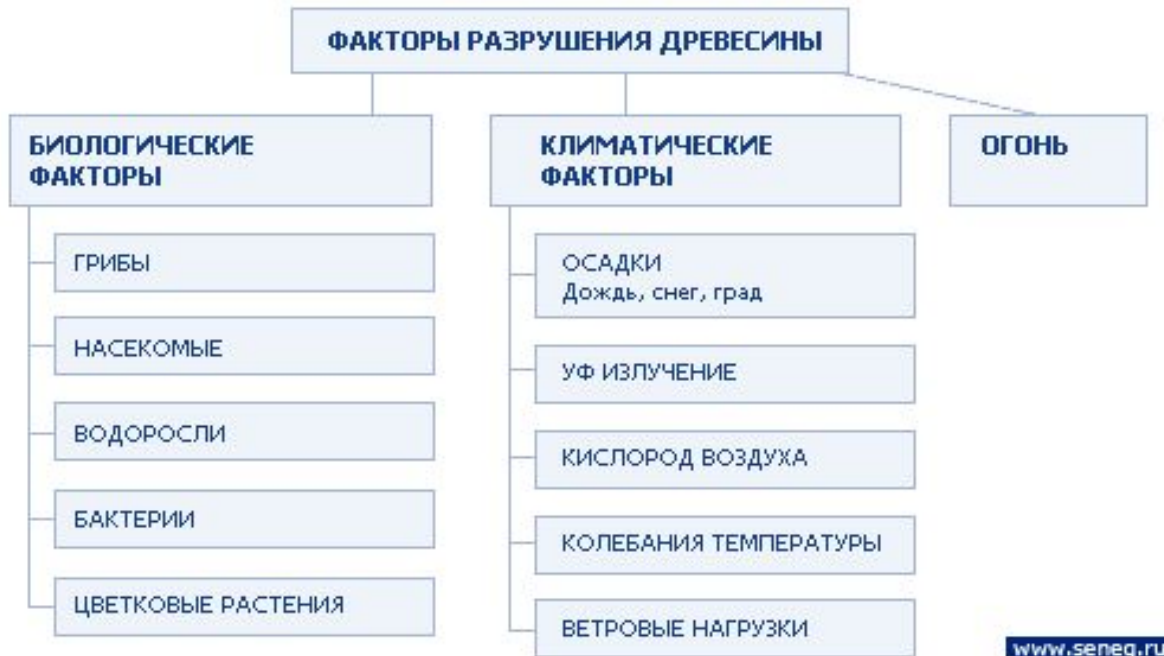 ФАКТОРЫ РАЗРУШЕНИЯ ДРЕВЕСИНЫ
БИОЛОГИЧЕСКИЕ
ФАКТОРЫ
ГРИБЫ
НАСЕКОМЫЕ
ВОДОРОСЛИ
БАКТЕРИИ
ЦВЕТКОВЫЕ РАСТЕНИЯ
КЛИМАТИЧЕСКИЕ
ФАКТОРЫ
ОСАДКИ
Дождь, снег, град
УФ ИЗЛУЧЕНИЕ
КИСЛОРОД ВОЗДУХА
КОЛЕБАНИЯ ТЕМПЕРАТУРЫ
ВЕТРОВЫЕ НАГРУЗКИ
ОГОНЬ
www.seneg.ru